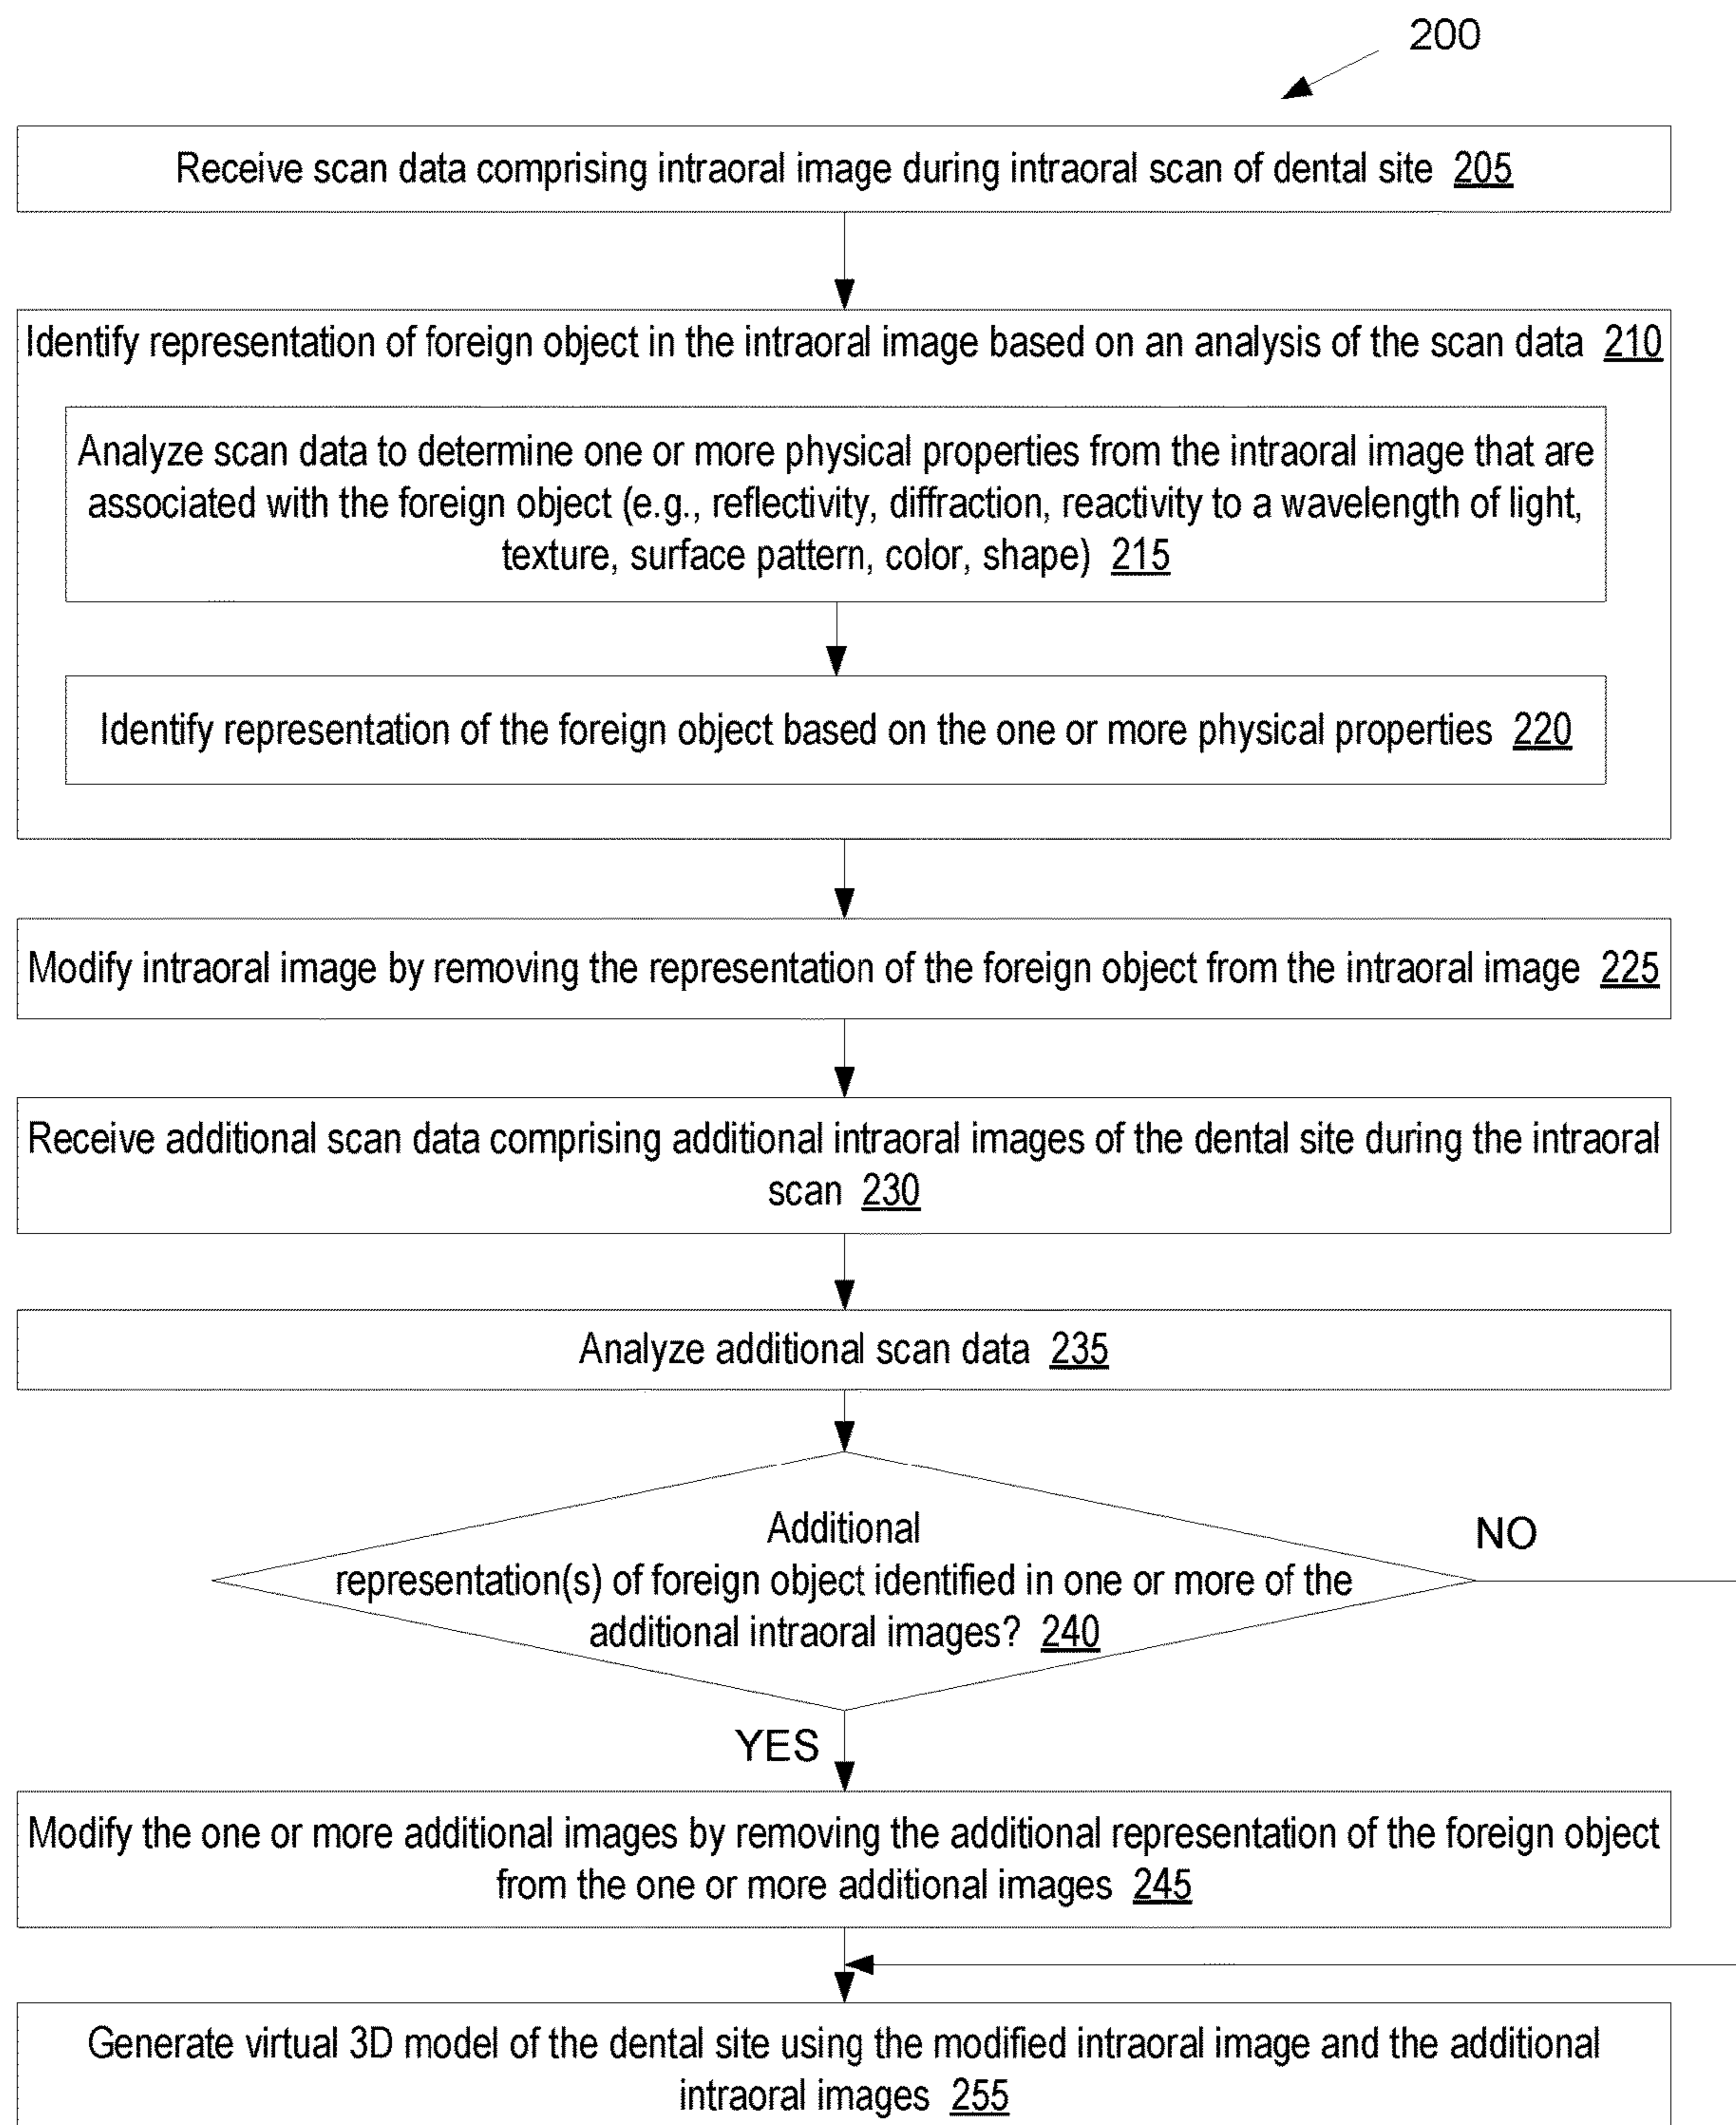 200
Receive scan data comprising intraoral image during intraoral scan of dental site 205
Identify representation of foreign object in the intraoral image based on an analysis of the scan data 210
Analyze scan data to determine one or more physical properties from the intraoral image that are
associated with the foreign object (e.g., reflectivity, diffraction, reactivity to a wavelength of light,
texture, surface pattern, color, shape) 215
Identify representation of the foreign object based on the one or more physical properties 220
Modify intraoral image by removing the representation of the foreign object from the intraoral image 225
Receive additional scan data comprising additional intraoral images of the dental site during the intraoral
scan 230
Analyze additional scan data 235
Additional
representation(s) of foreign object identified in one or more of the
additional intraoral images? 240
NO
YES
Modify the one or more additional images by removing the additional representation of the foreign object
from the one or more additional images 245
Generate virtual 3D model of the dental site using the modified intraoral image and the additional
intraoral images 255